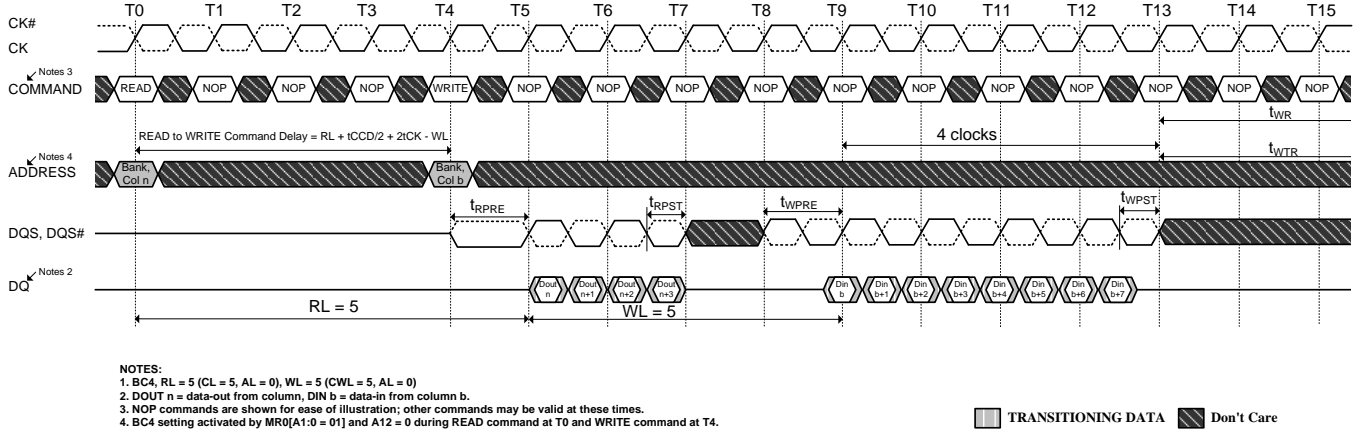 T0 T1 T2 T3 T4 T5 T6 T7 T8 T9 T10 T11 T12 T13 T14 T15
CK#
CK
Notes 3
COMMAND READ NOP NOP NOP WRITE NOP NOP NOP NOP NOP NOP NOP NOP NOP NOP NOP
READ to WRITE Command Delay = RL + tCCD/2 + 2tCK - WL
4 clocks
tWR
tWTR
Notes 4
ADDRESS
Bank, Col n
Bank, Col b
tRPRE tRPST tWPRE tWPST
DQS, DQS#
Notes 2
DQ
Dout n Dout n+1 Dout n+2 Dout n+3 Din b Din b+1 Din b+2 Din b+3 Din b+4 Din b+5 Din b+6 Din b+7
RL = 5 WL = 5
NOTES:
1. BC4, RL = 5 (CL = 5, AL = 0), WL = 5 (CWL = 5, AL = 0)
2. DOUT n = data-out from column, DIN b = data-in from column b.
3. NOP commands are shown for ease of illustration; other commands may be valid at these times.
4. BC4 setting activated by MR0[A1:0 = 01] and A12 = 0 during READ command at T0 and WRITE command at T4.
TRANSITIONING DATA Don't Care